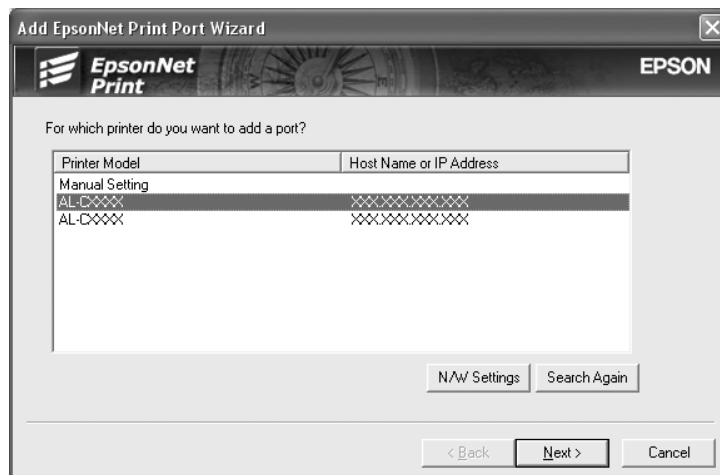 Add EpsonNet Print Port Wizard
EpsonNet
Print
EPSON
For which printer do you want to add a port?
Printer Model Host Name or IP Address
Manual Setting
AL-CXXXX XXX.XXX.XXX.XXX
AL-CXXXX XXX.XXX.XXX.XXX
N/W Settings Search Again
< Back Next > Cancel